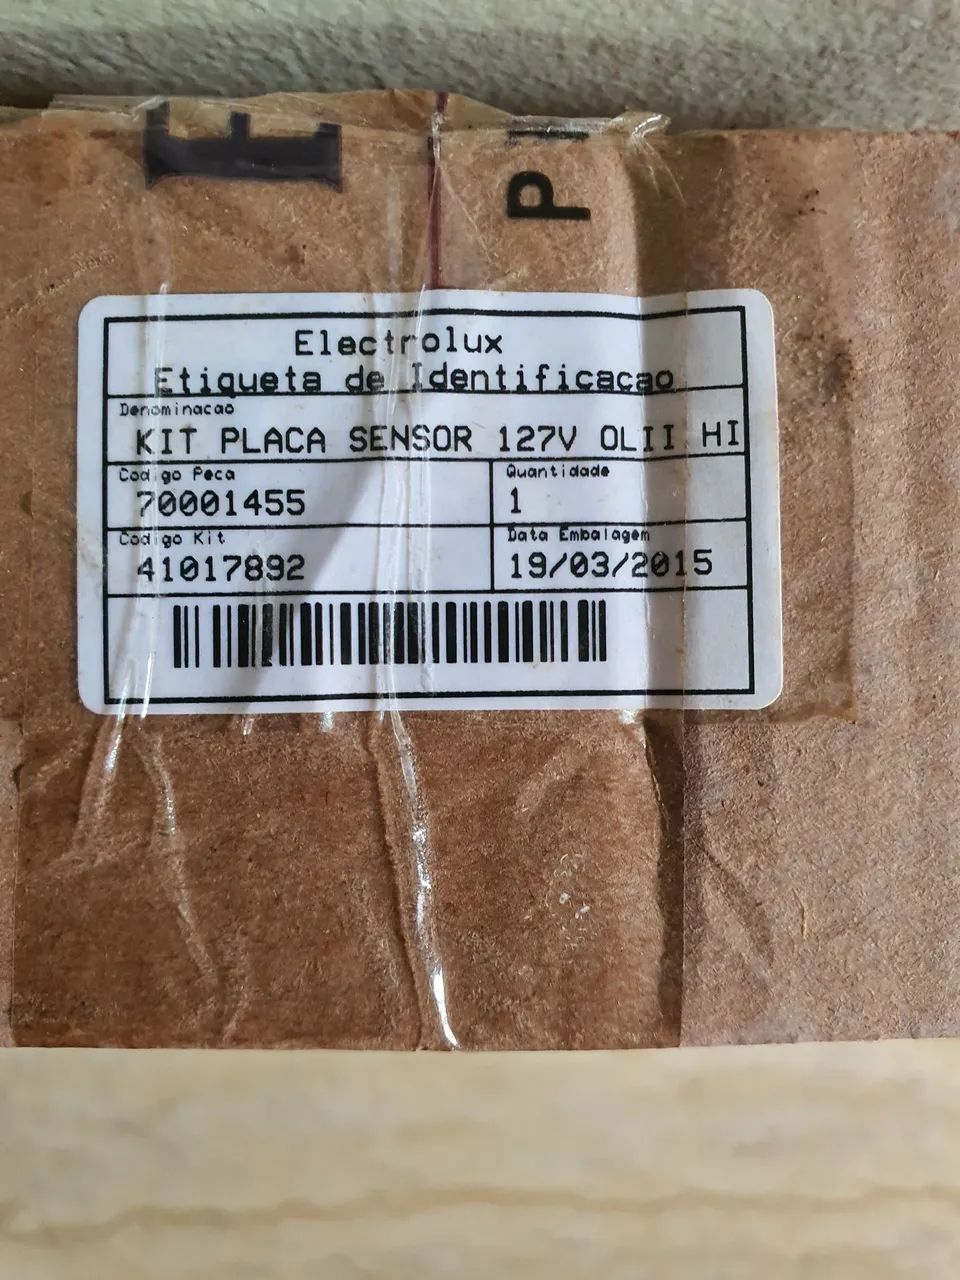 P
Electrolux
Etiqueta de Identificacao
Denominacao
KIT PLACA SENSOR 127V OLII HI
Codigo Peca
Quantidade
70001455
1
Codigo Kit
Data Embalagem
41017892
19/03/2015